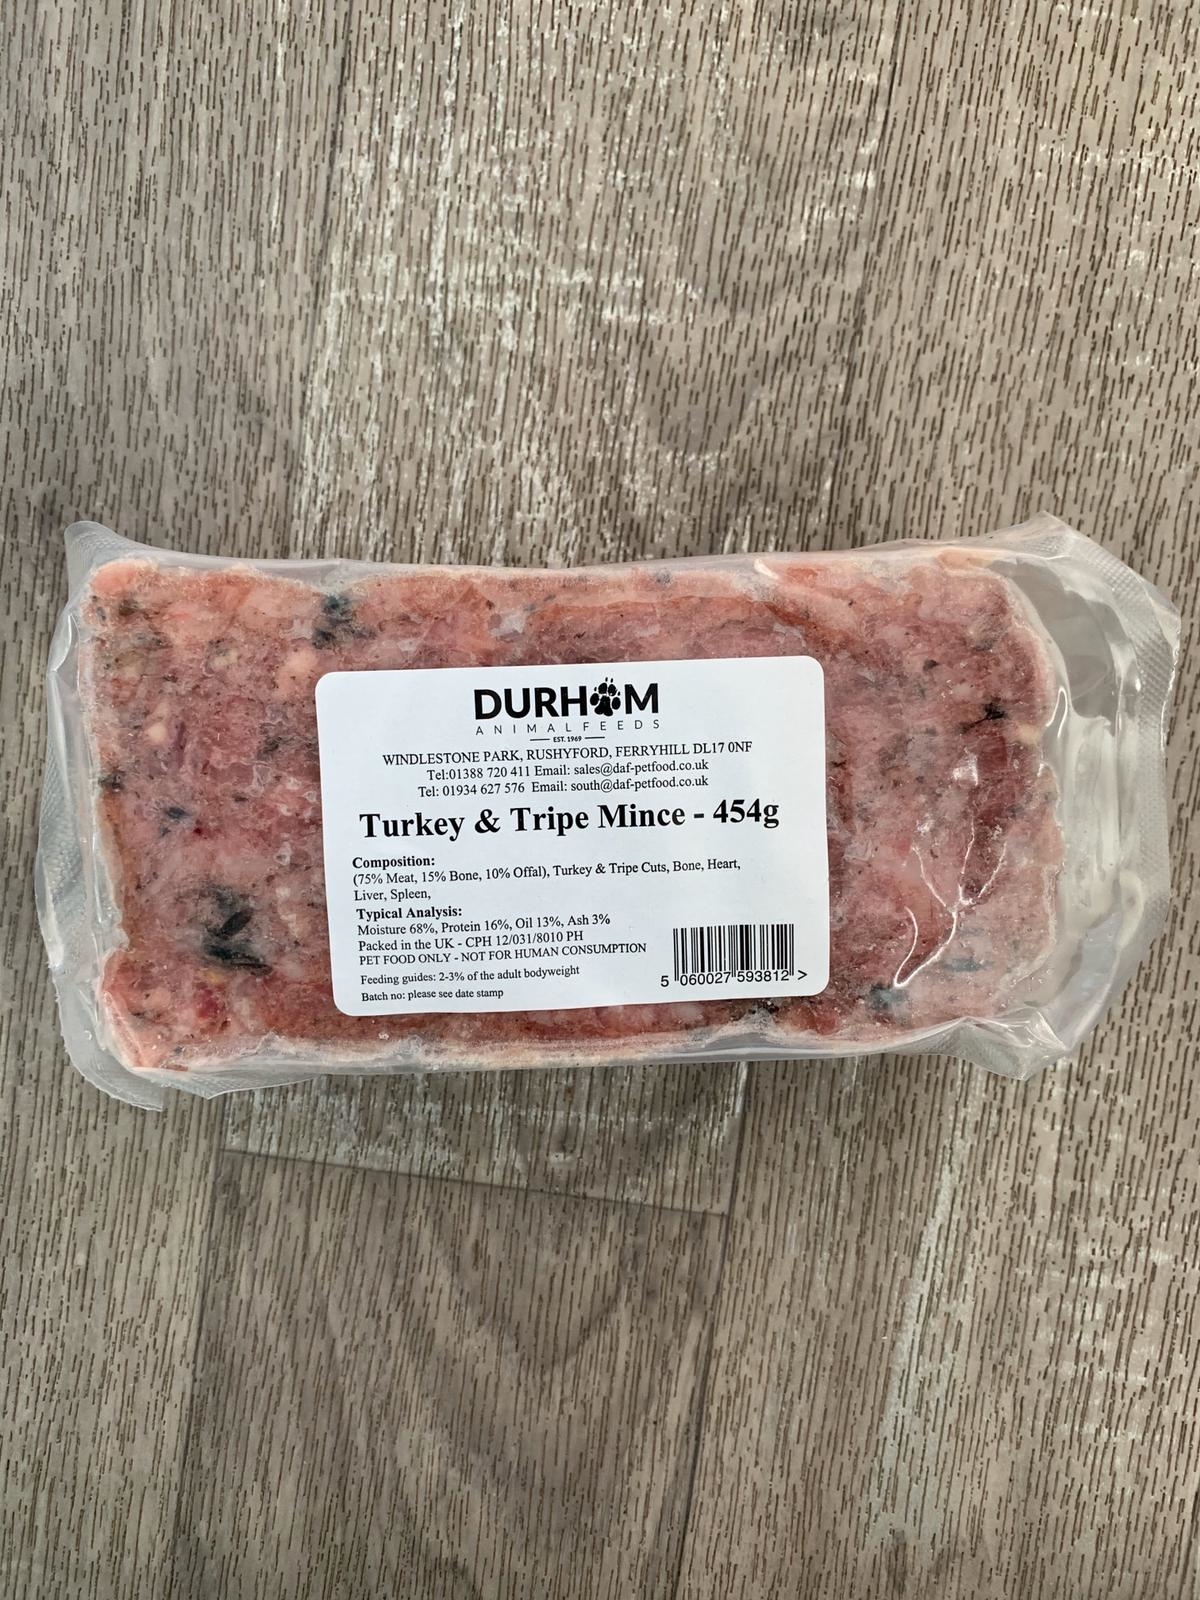 DURHAM
ANIMALFEEDS
EST. 1969
WINDLESTONE PARK, RUSHYFORD, FERRYHILL DL17 0NF
Tel:01388 720 411 Email: sales@daf-petfood.co.uk
Tel: 01934 627 576 Email: south@daf-petfood.co.uk
Turkey & Tripe Mince - 454g
Composition:
(75% Meat, 15% Bone, 10% Offal), Turkey & Tripe Cuts, Bone, Heart,
Liver, Spleen,
Typical Analysis:
Moisture 68%, Protein 16%, Oil 13%, Ash 3%
Packed in the UK - CPH 12/031/8010 PH
PET FOOD ONLY - NOT FOR HUMAN CONSUMPTION
Feeding guides: 2-3% of the adult bodyweight
Batch no: please see date stamp
5 060027 593812 >